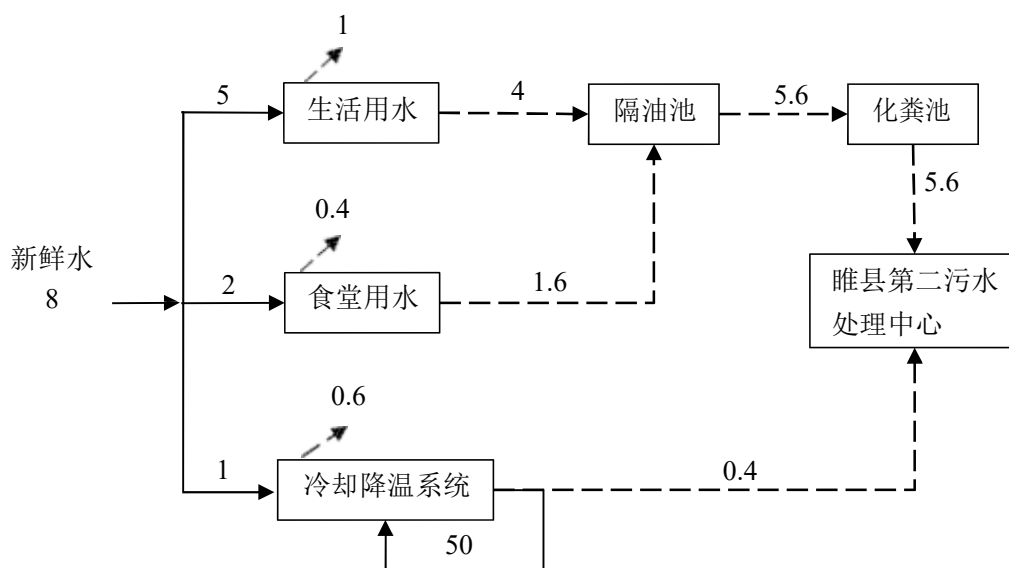 1
5
生活用水
4
隔油池
5.6
化粪池
5.6
0.4
新鲜水
8
2
食堂用水
1.6
睢县第二污水
处理中心
0.6
1
冷却降温系统
0.4
50